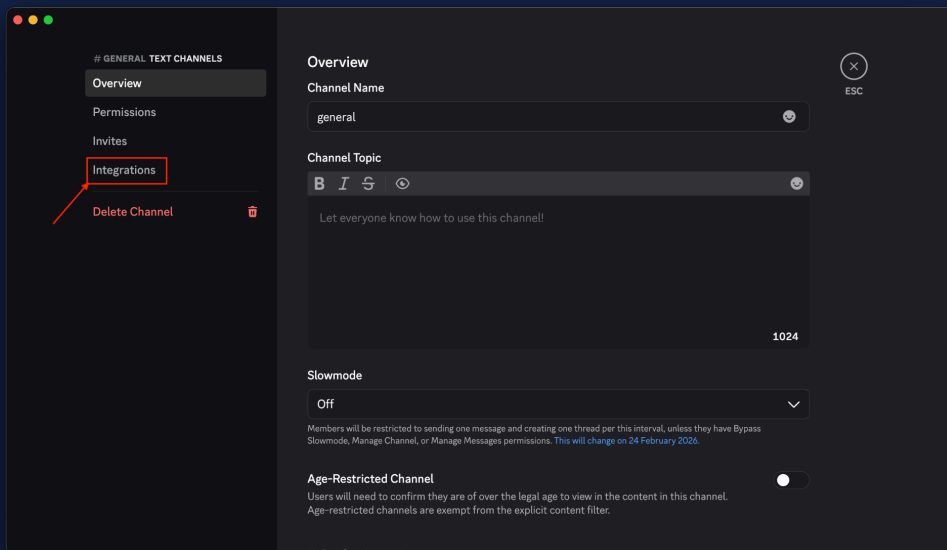 # GENERAL TEXT CHANNELS
Overview
Permissions
Invites
Integrations
Delete Channel
Overview
ESC
Channel Name
general
Channel Topic
B I S
Let everyone know how to use this channel!
1024
Slowmode
Off
Members will be restricted to sending one message and creating one thread per this interval, unless they have Bypass
Slowmode, Manage Channel, or Manage Messages permissions. This will change on 24 February 2026.
Age-Restricted Channel
Users will need to confirm they are of over the legal age to view in the content in this channel.
Age-restricted channels are exempt from the explicit content filter.